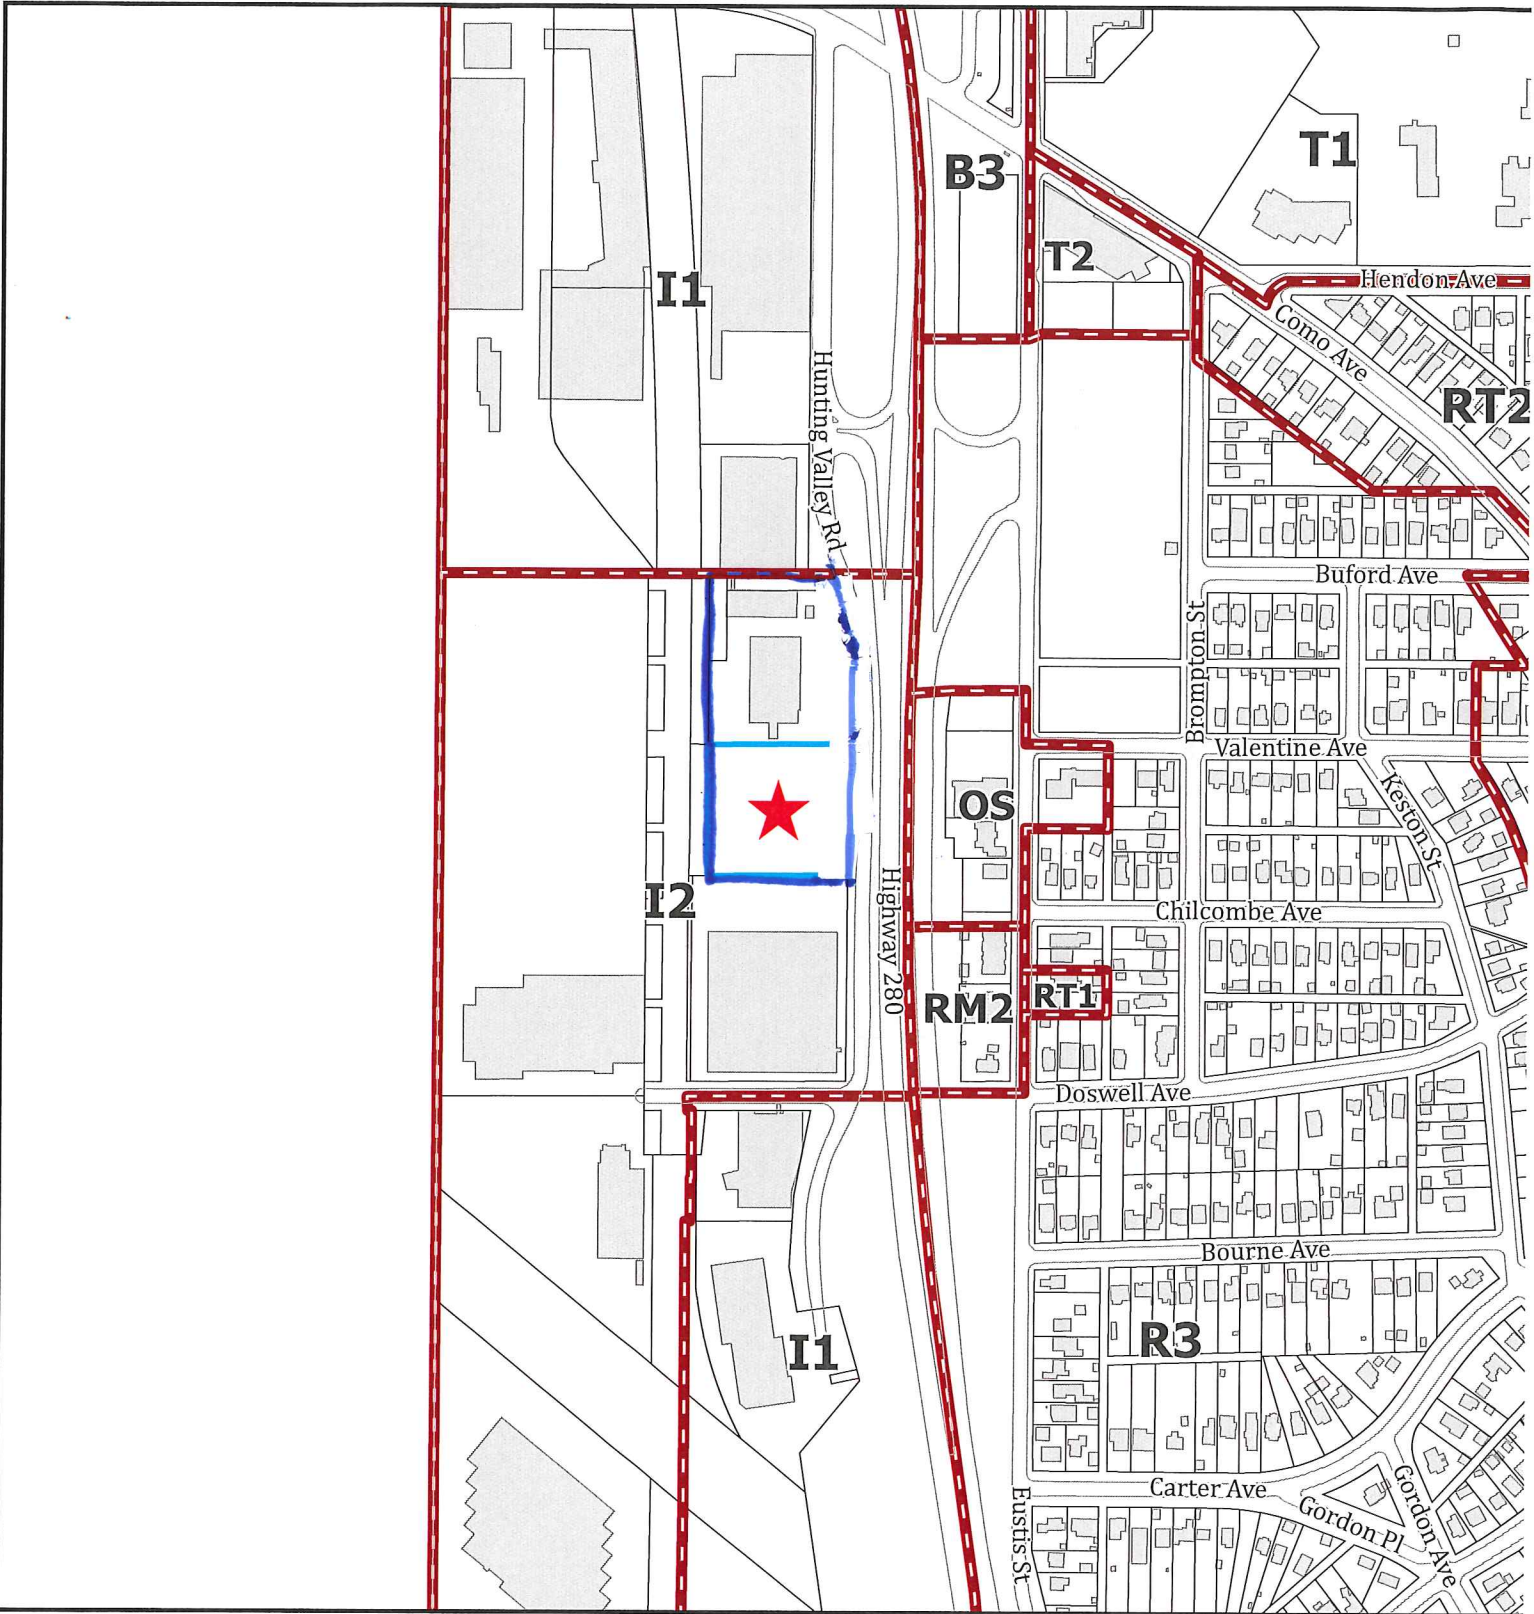 B3
T1
T2
Hendon Ave
I1
Como Ave
Hunting Valley Rd
RT2
Buford Ave
Brompton St
Valentine Ave
Keston St
OS
I2
Highway 280
Chilcombe Ave
RM2
RT1
Doswell Ave
Bourne Ave
R3
I1
Carter Ave
Eustis St
Gordon Pl
Gordon Ave